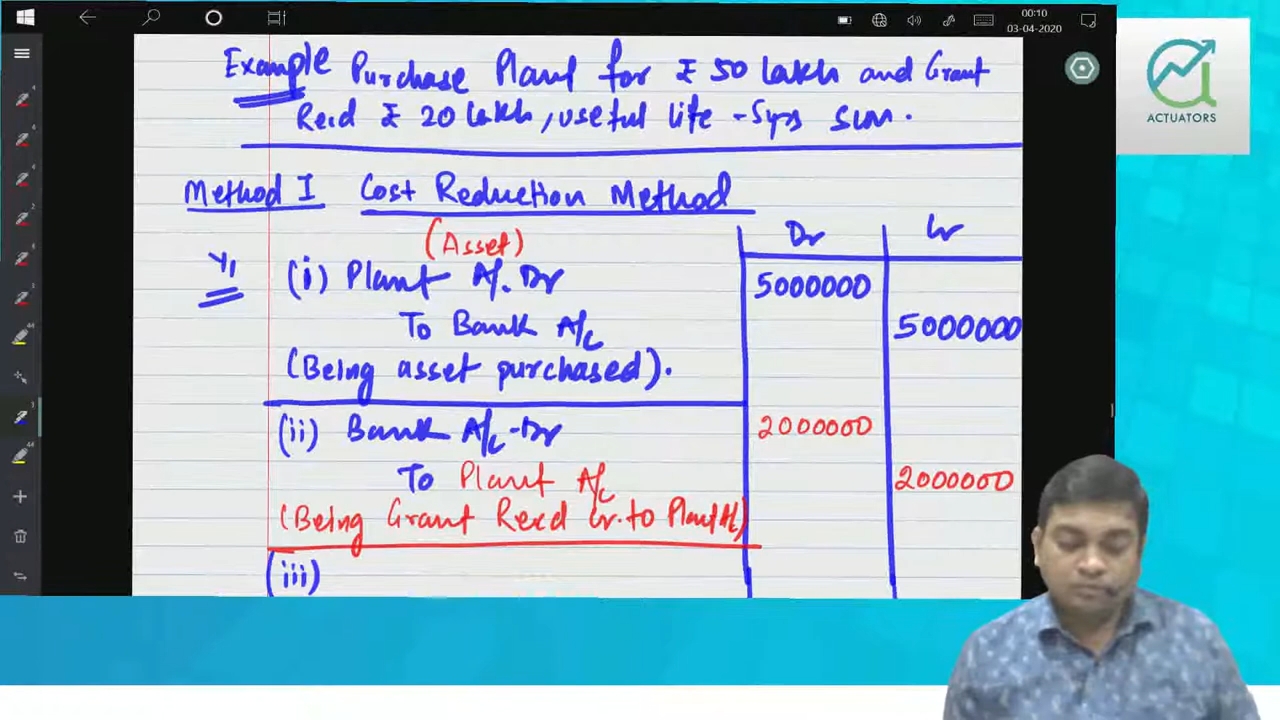 00:10
03-04-2020
ACTUATORS
Example Purchase Plant for ₹ 50 lakh and Grant
Recd ₹ 20 lakh, useful life - 5yrs SLM.
Method I Cost Reduction Method
(Asset)
Dr Cr
Y1 (i) Plant A/c. Dr 5000000
To Bank A/c 5000000
(Being asset purchased).
(ii) Bank A/c - Dr 2000000
To Plant A/c 2000000
(Being Grant Recd Cr. to Plant A/c)
(iii)